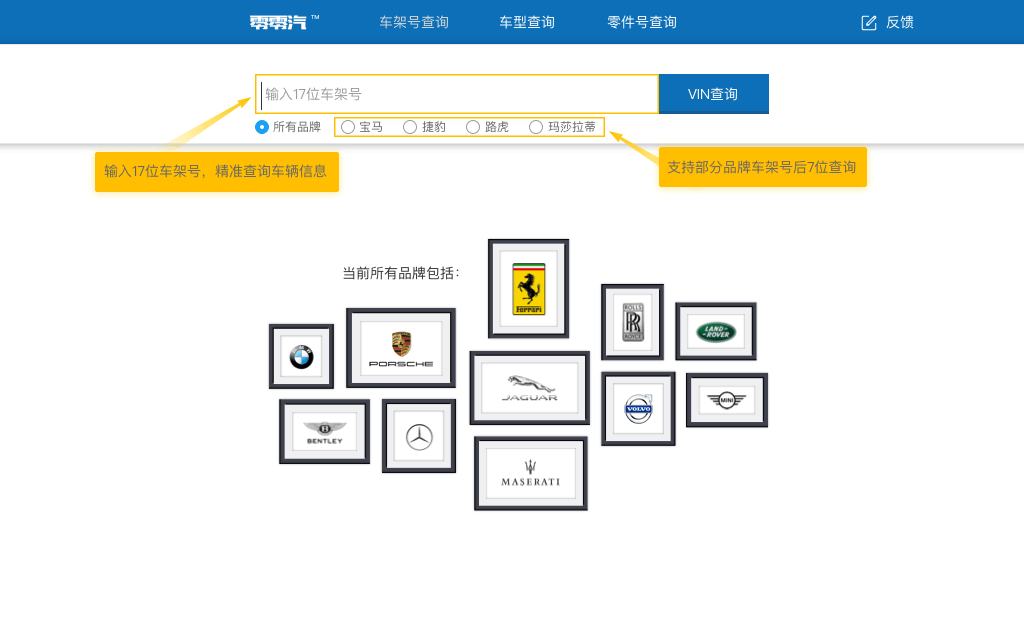 零零汽 TM
车架号查询
车型查询
零件号查询
反馈
输入17位车架号
VIN查询
所有品牌
宝马
捷豹
路虎
玛莎拉蒂
输入17位车架号，精准查询车辆信息
支持部分品牌车架号后7位查询
当前所有品牌包括：
Ferrari
ROLLS
RR
ROYCE
LAND-
ROVER
PORSCHE
JAGUAR
VOLVO
MINI
B
BENTLEY
MASERATI